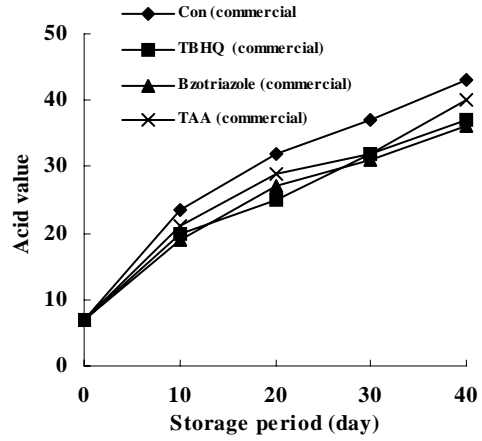 Con (commercial
TBHQ (commercial)
Bzotriazole (commercial)
TAA (commercial)
50
40
30
20
10
0
Acid value
0 10 20 30 40
Storage period (day)